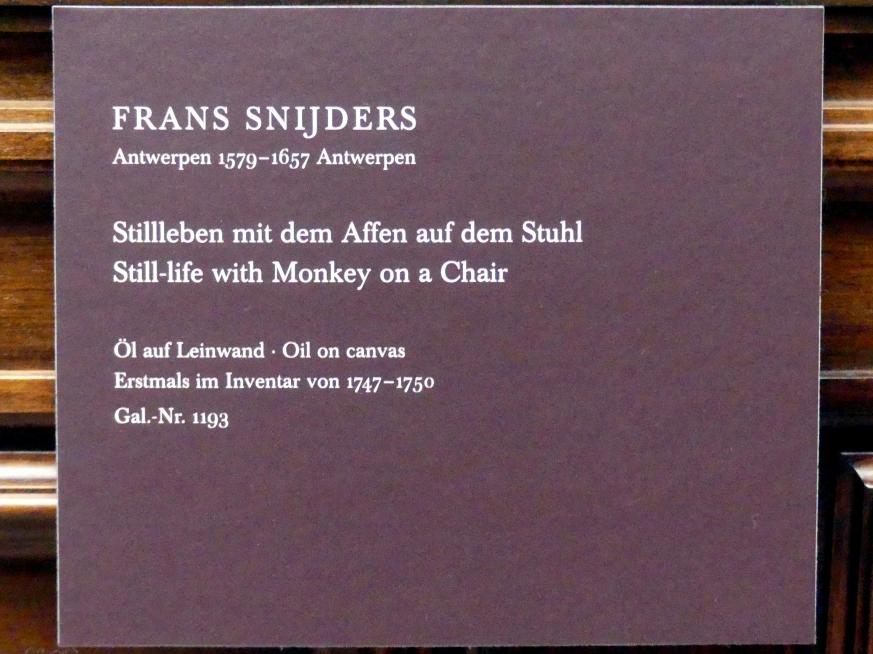 FRANS SNIJDERS
Antwerpen 1579–1657 Antwerpen
Stillleben mit dem Affen auf dem Stuhl
Still-life with Monkey on a Chair
Öl auf Leinwand · Oil on canvas
Erstmals im Inventar von 1747–1750
Gal.-Nr. 1193